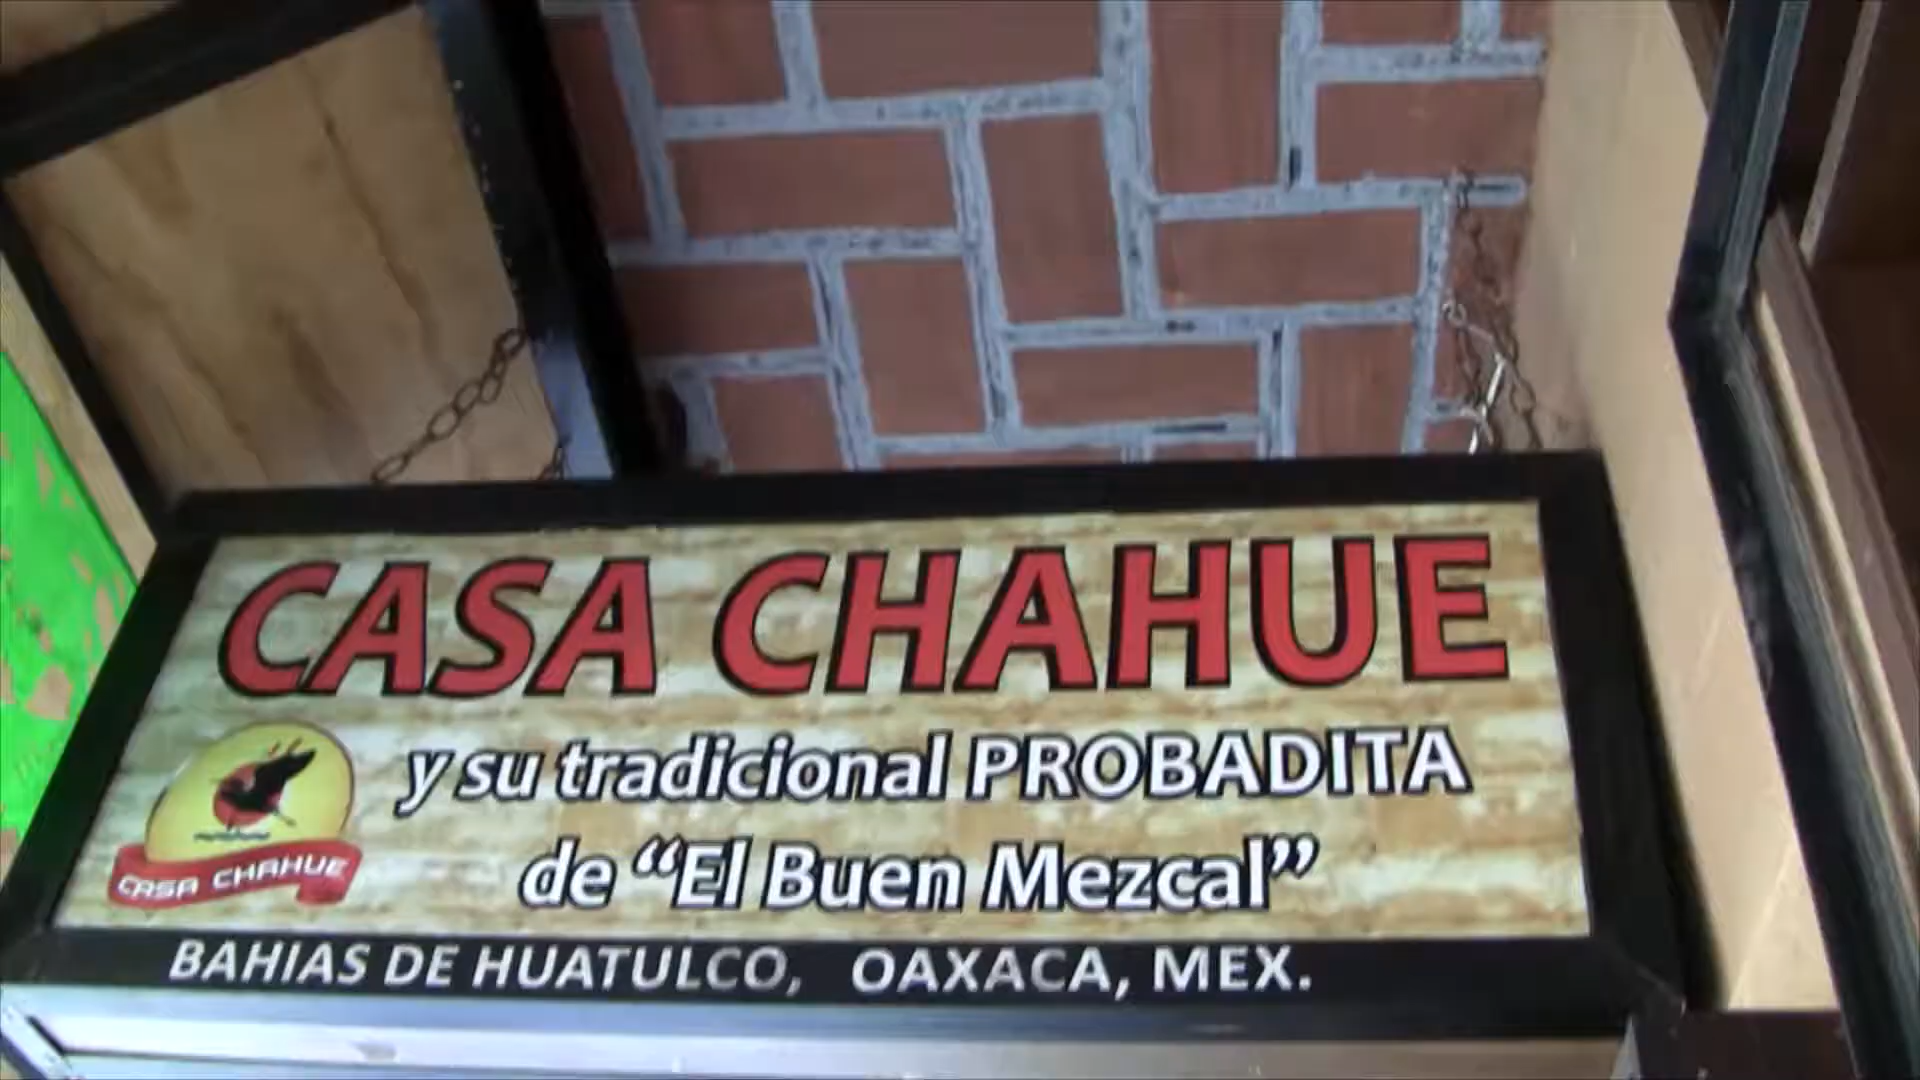 CASA CHAHUE
y su tradicional PROBADITA
de “El Buen Mezcal”
CASA CHAHUE
BAHIAS DE HUATULCO, OAXACA, MEX.